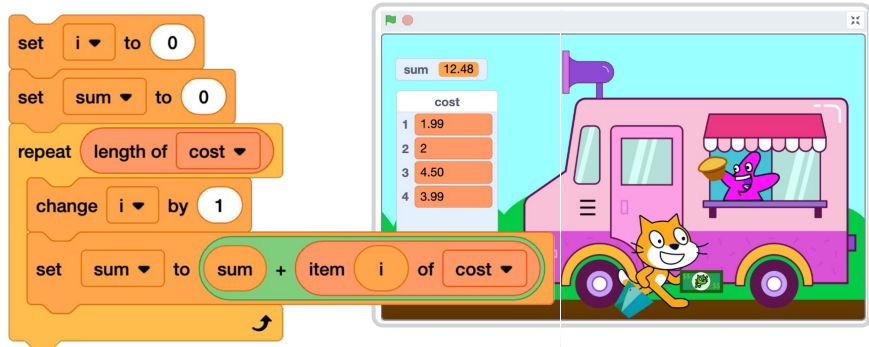 set i to 0
set sum to 0
repeat length of cost
change i by 1
set sum to sum + item i of cost
sum 12.48
cost
1 1.99
2 2
3 4.50
4 3.99